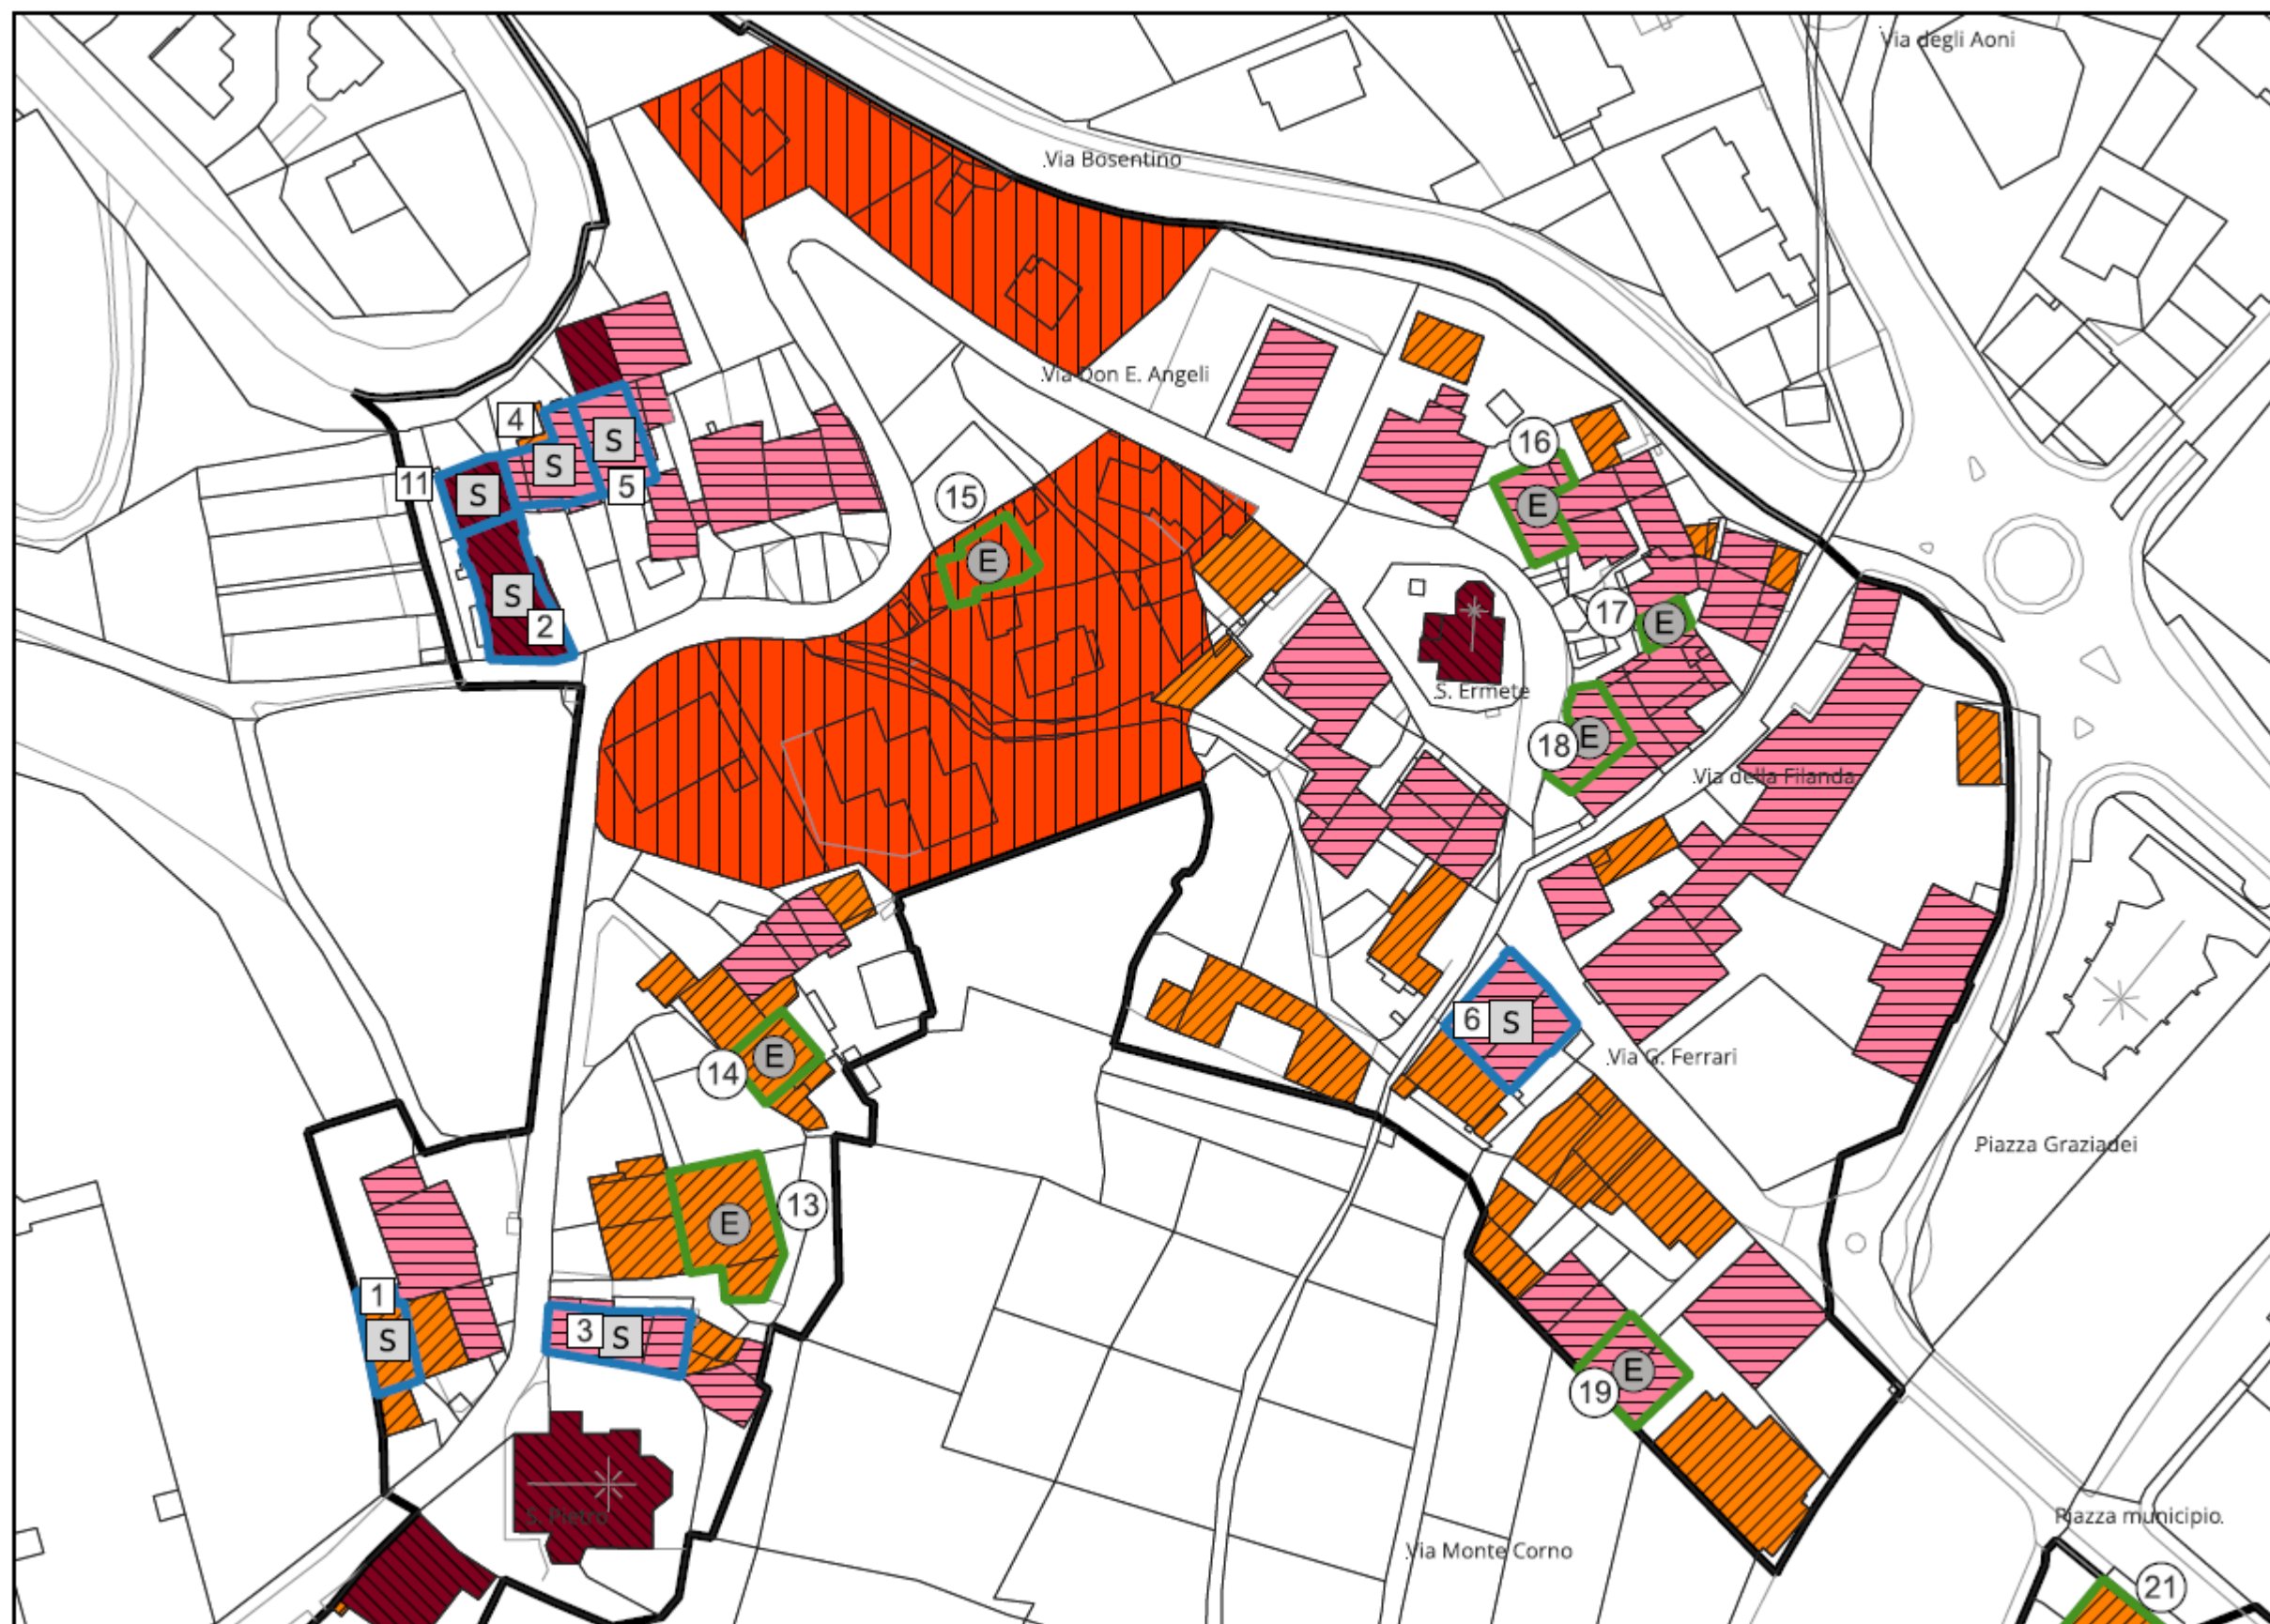 .Via degli Aoni
.Via Bosentino
.Via Don E. Angeli
4
S
S
11
S
5
15
E
16
E
S
2
17
E
S. Ermete
18
E
.Via della Filanda
6
S
.Via G. Ferrari
14
E
.Piazza Graziadei
E
13
1
S
3
S
E
19
S. Pietro
Piazza municipio.
.Via Monte Corno
21